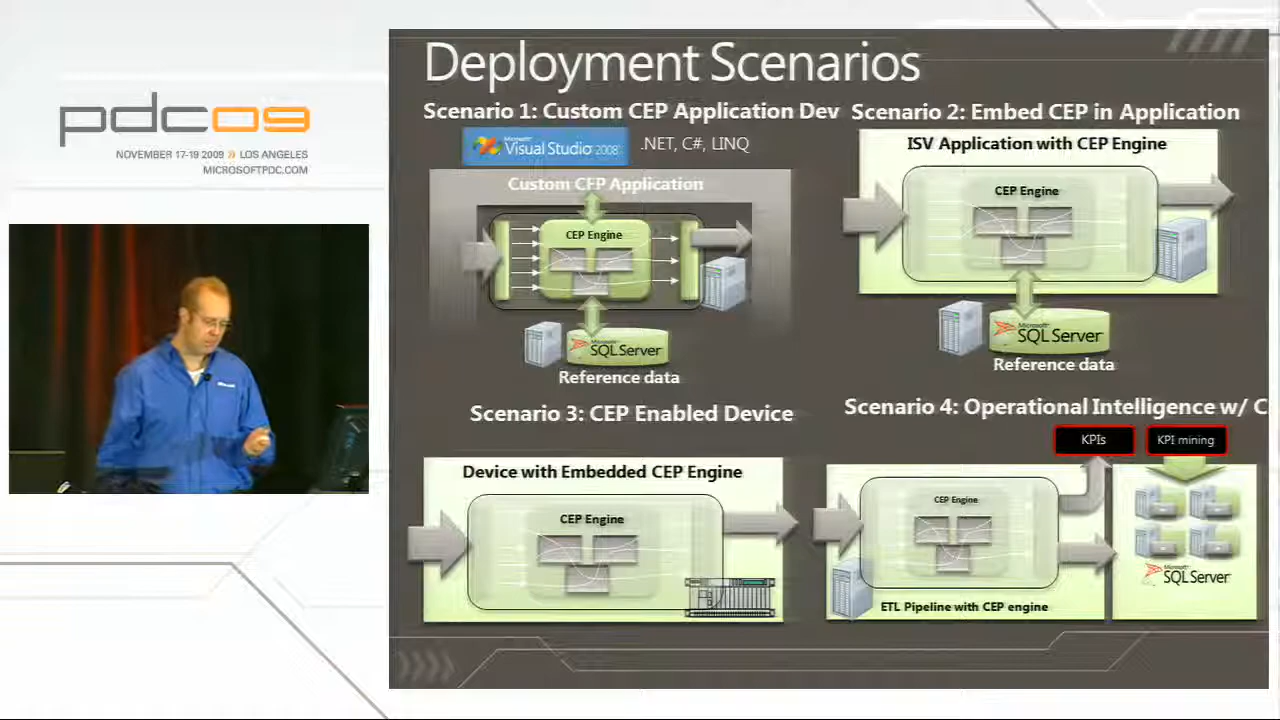 pdc09
NOVEMBER 17-19 2009 » LOS ANGELES
MICROSOFTPDC.COM
Deployment Scenarios
Scenario 1: Custom CEP Application Dev
Microsoft
Visual Studio 2008
.NET, C#, LINQ
Custom CEP Application
CEP Engine
Microsoft
SQL Server
Reference data
Scenario 2: Embed CEP in Application
ISV Application with CEP Engine
CEP Engine
Microsoft
SQL Server
Reference data
Scenario 3: CEP Enabled Device
Device with Embedded CEP Engine
CEP Engine
Scenario 4: Operational Intelligence w/ C
KPIs
KPI mining
CEP Engine
ETL Pipeline with CEP engine
Microsoft
SQL Server